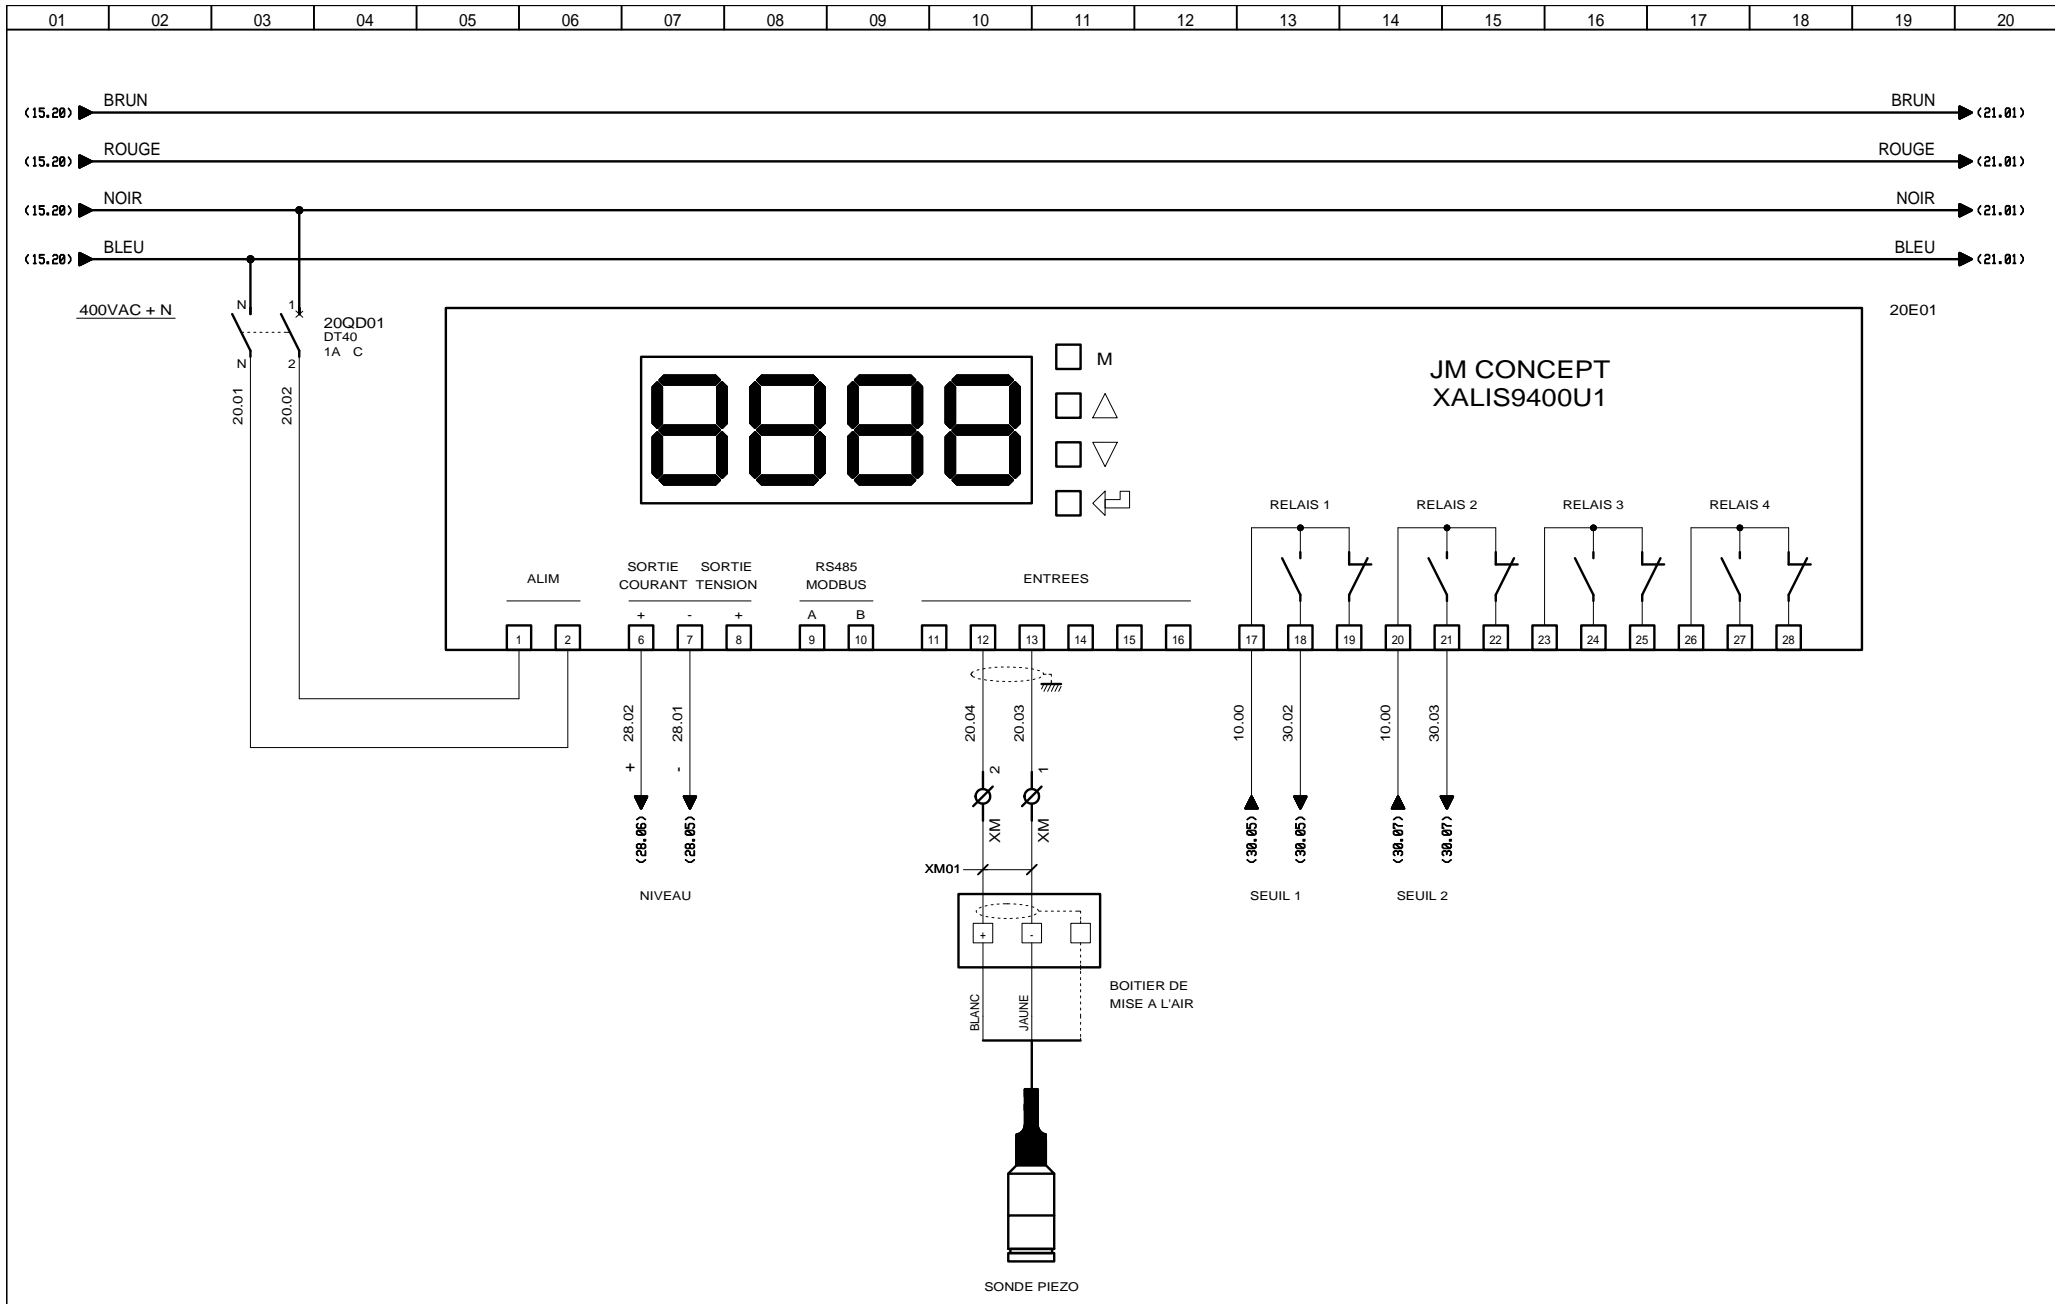 01 02 03 04 05 06 07 08 09 10 11 12 13 14 15 16 17 18 19 20
BRUN BRUN
(15.20) (21.01)
ROUGE ROUGE
(15.20) (21.01)
NOIR NOIR
(15.20) (21.01)
BLEU BLEU
(15.20) (21.01)
400VAC + N
N 1
20QD01
DT40
1A C
N 2
20.01 20.02
20E01
8888
M
JM CONCEPT
XALIS9400U1
RELAIS 1 RELAIS 2 RELAIS 3 RELAIS 4
ALIM
SORTIE COURANT
SORTIE TENSION
RS485
MODBUS
ENTREES
+ - + A B
1 2 6 7 8 9 10 11 12 13 14 15 16 17 18 19 20 21 22 23 24 25 26 27 28
28.02 28.01 20.04 20.03 10.00 30.02 10.00 30.03
+ - 2 1
XM XM
(28.06) (28.05) (30.05) (30.05) (30.07) (30.07)
XM01
NIVEAU SEUIL 1 SEUIL 2
+ -
BOITIER DE
MISE A L'AIR
BLANC JAUNE
SONDE PIEZO